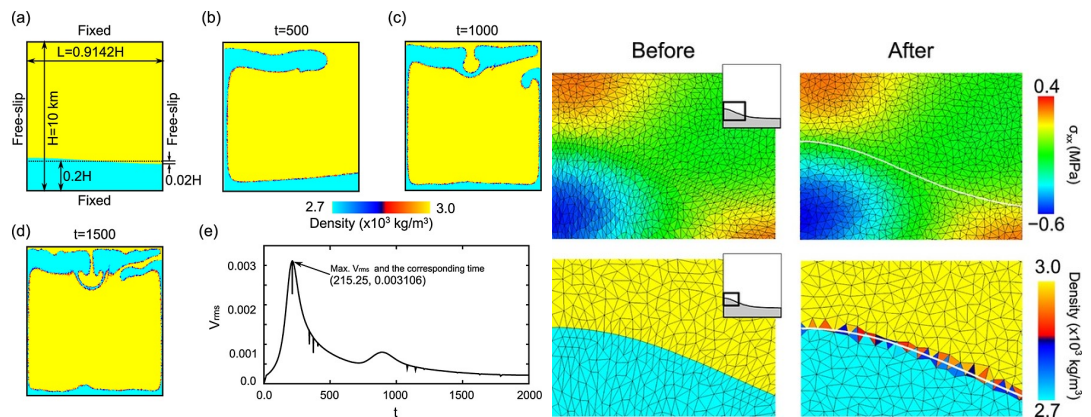 (a)
Fixed
L=0.9142H
Free-slip
H=10 km
Free-slip
0.2H
0.02H
Fixed
(b)
t=500
(c)
t=1000
2.7
3.0
Density (x10³ kg/m³)
(d)
t=1500
(e)
0.003
0.002
0.001
0.0
Vrms
Max. Vrms and the corresponding time
(215.25, 0.003106)
0
500
1000
1500
2000
t
Before
After
0.4
σxx (MPa)
−0.6
3.0
Density (x10³ kg/m³)
2.7